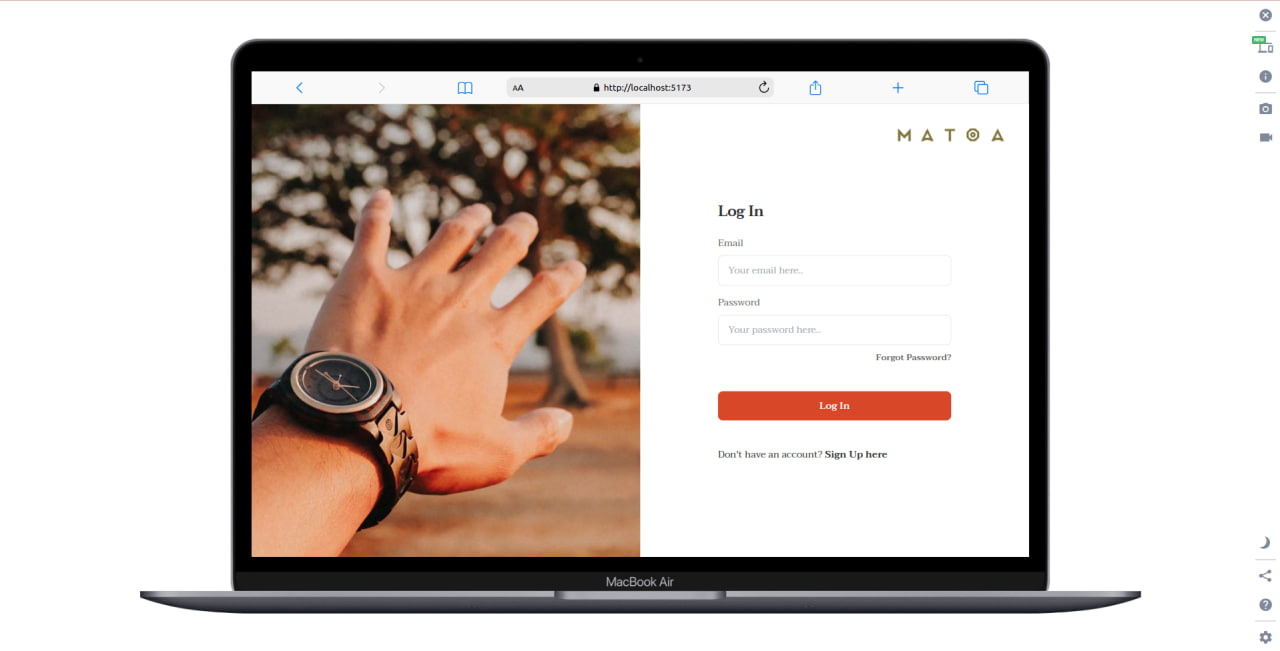 NEW
AA
http://localhost:5173
MATOA
Log In
Email
Your email here..
Password
Your password here..
Forgot Password?
Log In
Don't have an account? Sign Up here
MacBook Air